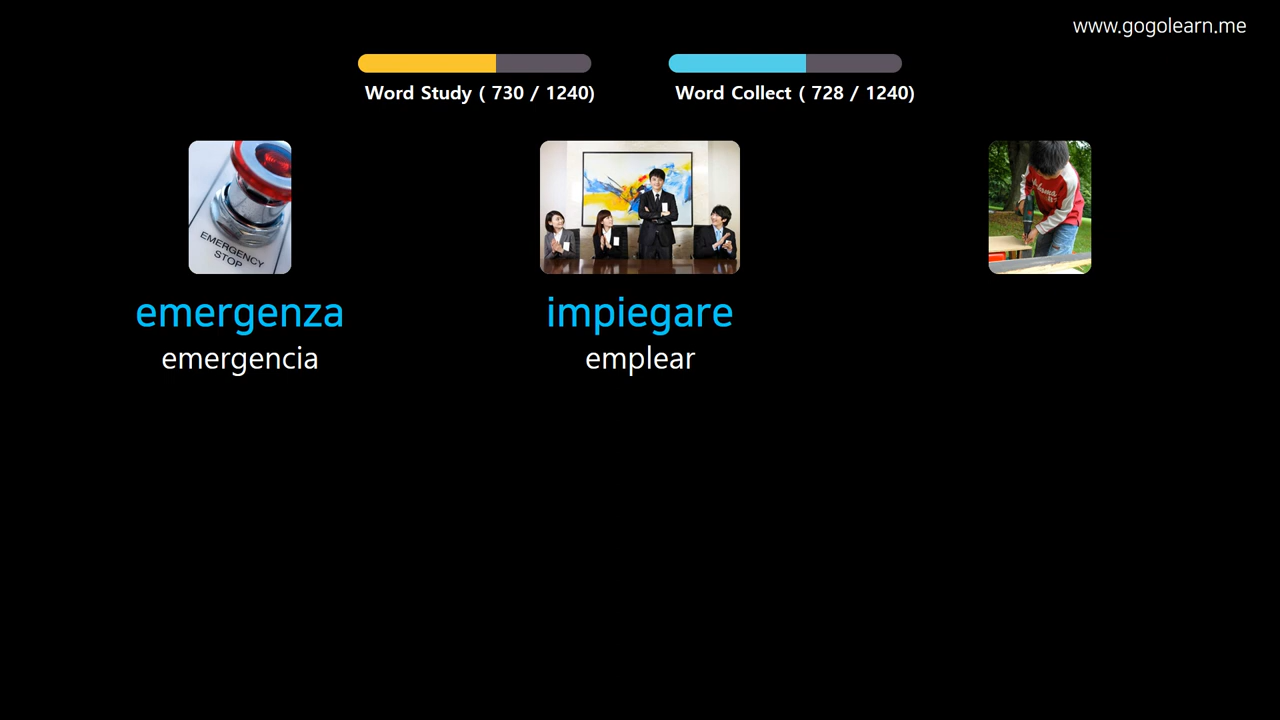 www.gogolearn.me
Word Study ( 730 / 1240)
Word Collect ( 728 / 1240)
EMERGENCY
STOP
emergenza
emergencia
impiegare
emplear